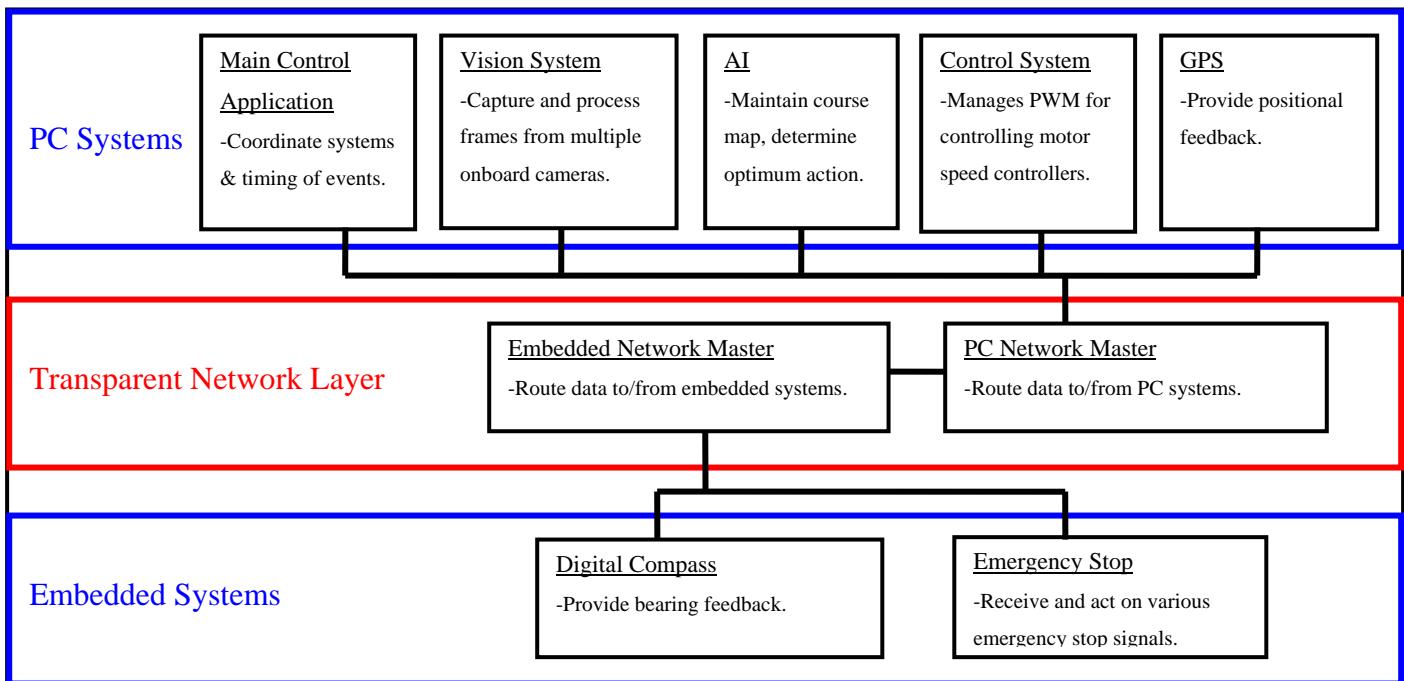 PC Systems
Main Control
Application
-Coordinate systems
& timing of events.
Vision System
-Capture and process
frames from multiple
onboard cameras.
AI
-Maintain course
map, determine
optimum action.
Control System
-Manages PWM for
controlling motor
speed controllers.
GPS
-Provide positional
feedback.
Transparent Network Layer
Embedded Network Master
-Route data to/from embedded systems.
PC Network Master
-Route data to/from PC systems.
Embedded Systems
Digital Compass
-Provide bearing feedback.
Emergency Stop
-Receive and act on various
emergency stop signals.